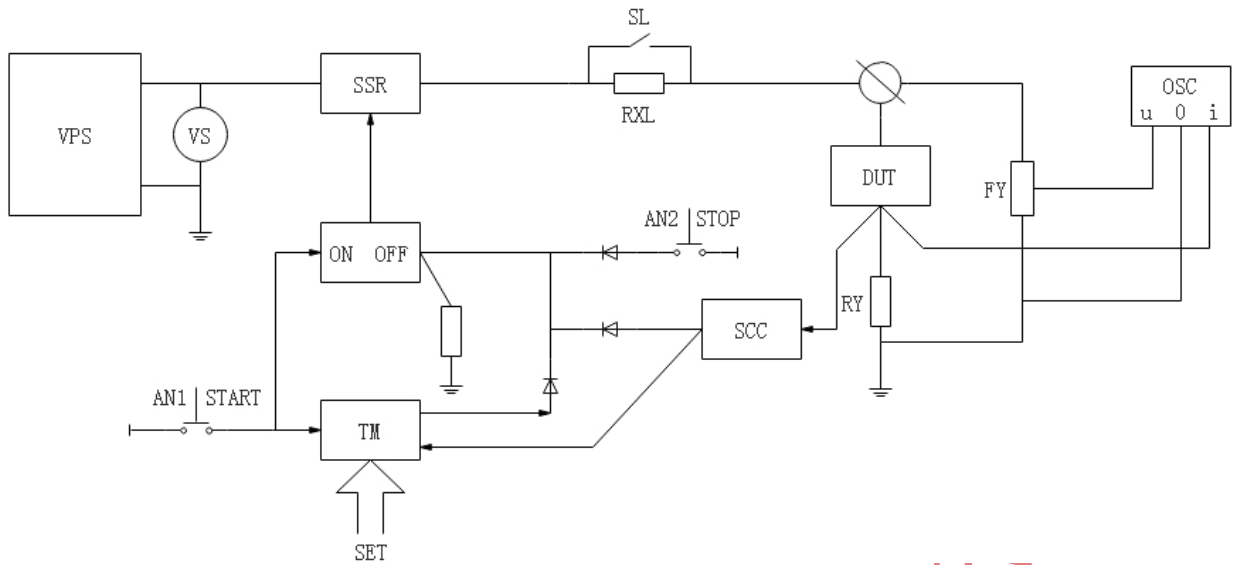 SL
VPS
VS
SSR
RXL
OSC
u 0 i
DUT
FY
AN2 STOP
ON OFF
RY
SCC
AN1 START
TM
SET